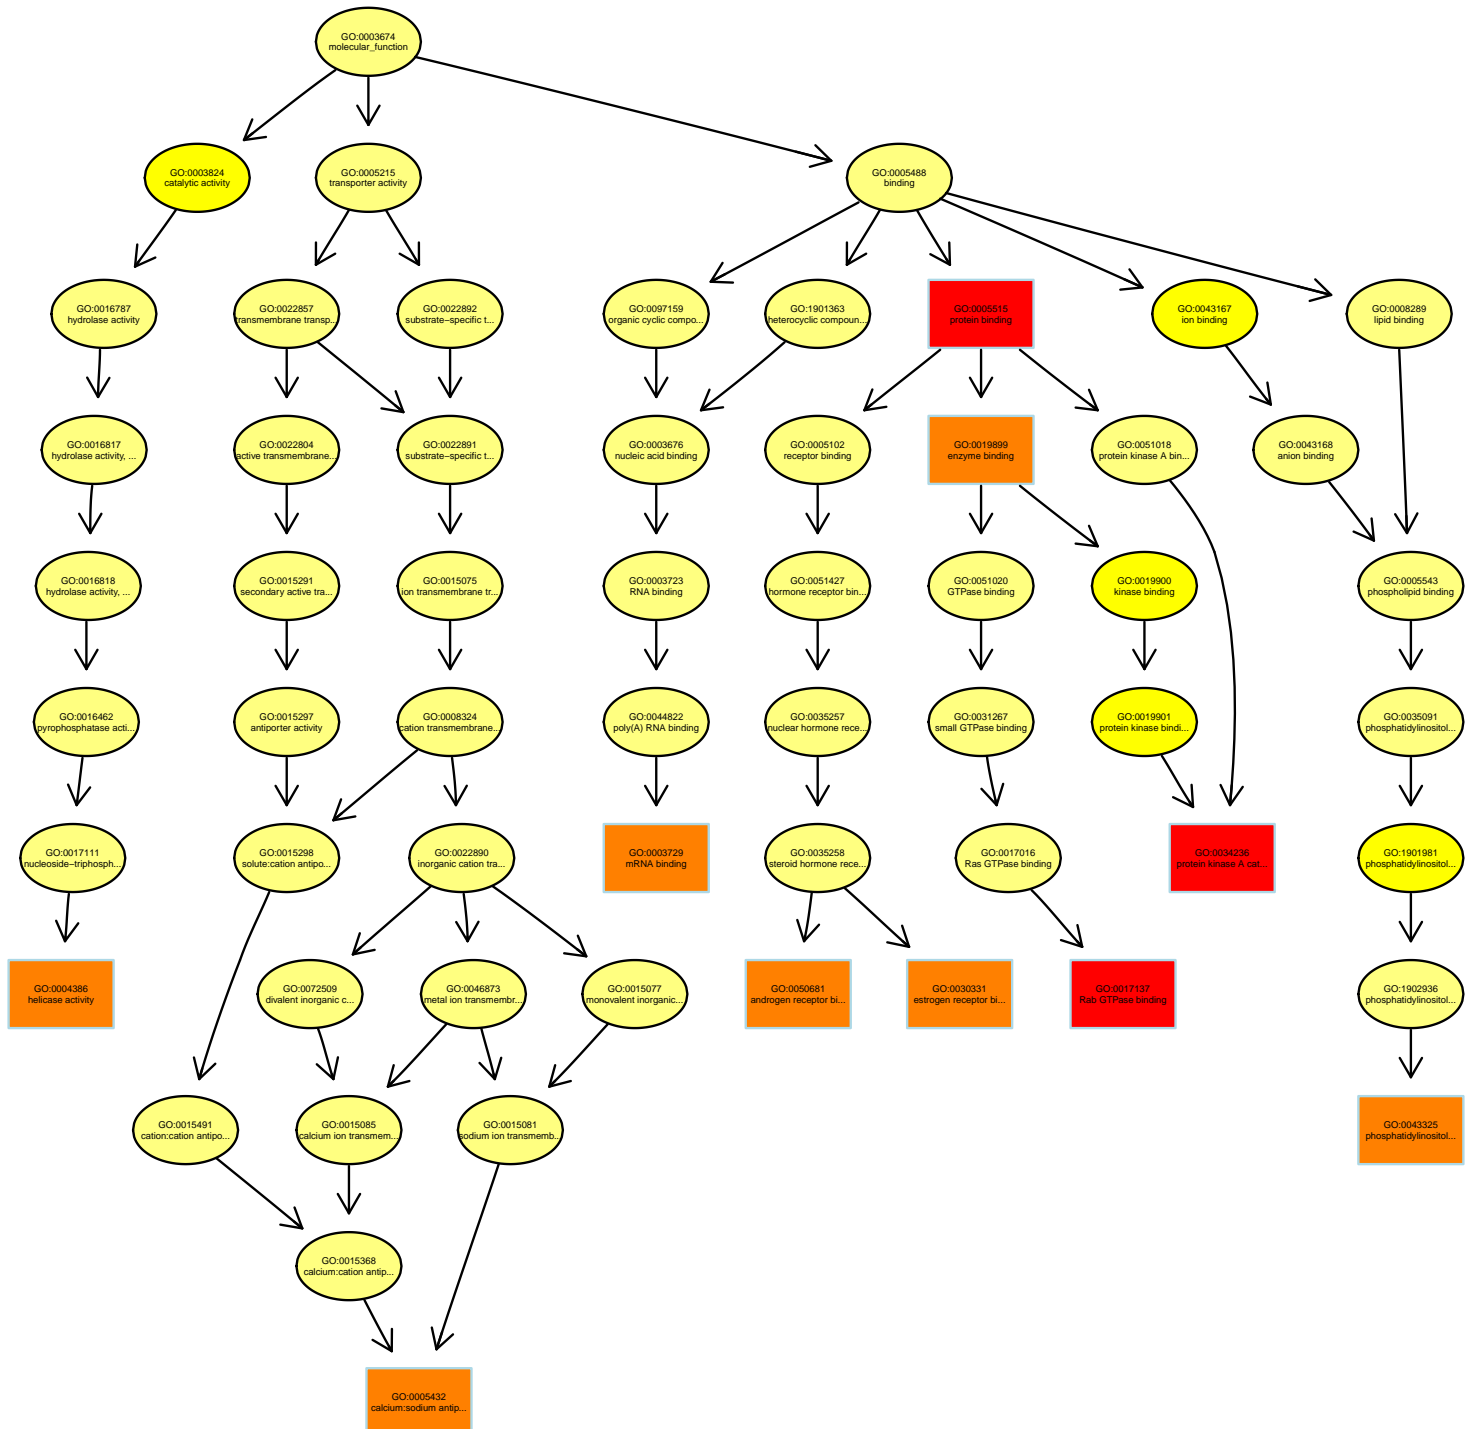 GO:0003674
molecular_function
GO:0003824
catalytic activity
GO:0005215
transporter activity
GO:0005488
binding
GO:0016787
hydrolase activity
GO:0022857
transmembrane transp...
GO:0022892
substrate−specific t...
GO:0097159
organic cyclic compo...
GO:1901363
heterocyclic compoun...
GO:0005515
protein binding
GO:0043167
ion binding
GO:0008289
lipid binding
GO:0016817
hydrolase activity, ...
GO:0022804
active transmembrane...
GO:0022891
substrate−specific t...
GO:0003676
nucleic acid binding
GO:0005102
receptor binding
GO:0019899
enzyme binding
GO:0051018
protein kinase A bin...
GO:0043168
anion binding
GO:0016818
hydrolase activity, ...
GO:0015291
secondary active tra...
GO:0015075
ion transmembrane tr...
GO:0003723
RNA binding
GO:0051427
hormone receptor bin...
GO:0051020
GTPase binding
GO:0019900
kinase binding
GO:0005543
phospholipid binding
GO:0016462
pyrophosphatase acti...
GO:0015297
antiporter activity
GO:0008324
cation transmembrane...
GO:0044822
poly(A) RNA binding
GO:0035257
nuclear hormone rece...
GO:0031267
small GTPase binding
GO:0019901
protein kinase bindi...
GO:0035091
phosphatidylinositol...
GO:0017111
nucleoside−triphosph...
GO:0015298
solute:cation antipo...
GO:0022890
inorganic cation tra...
GO:0003729
mRNA binding
GO:0035258
steroid hormone rece...
GO:0017016
Ras GTPase binding
GO:0034236
protein kinase A cat...
GO:1901981
phosphatidylinositol...
GO:0004386
helicase activity
GO:0072509
divalent inorganic c...
GO:0046873
metal ion transmembr...
GO:0015077
monovalent inorganic...
GO:0050681
androgen receptor bi...
GO:0030331
estrogen receptor bi...
GO:0017137
Rab GTPase binding
GO:1902936
phosphatidylinositol...
GO:0015491
cation:cation antipo...
GO:0015085
calcium ion transmem...
GO:0015081
sodium ion transmemb...
GO:0043325
phosphatidylinositol...
GO:0015368
calcium:cation antip...
GO:0005432
calcium:sodium antip...